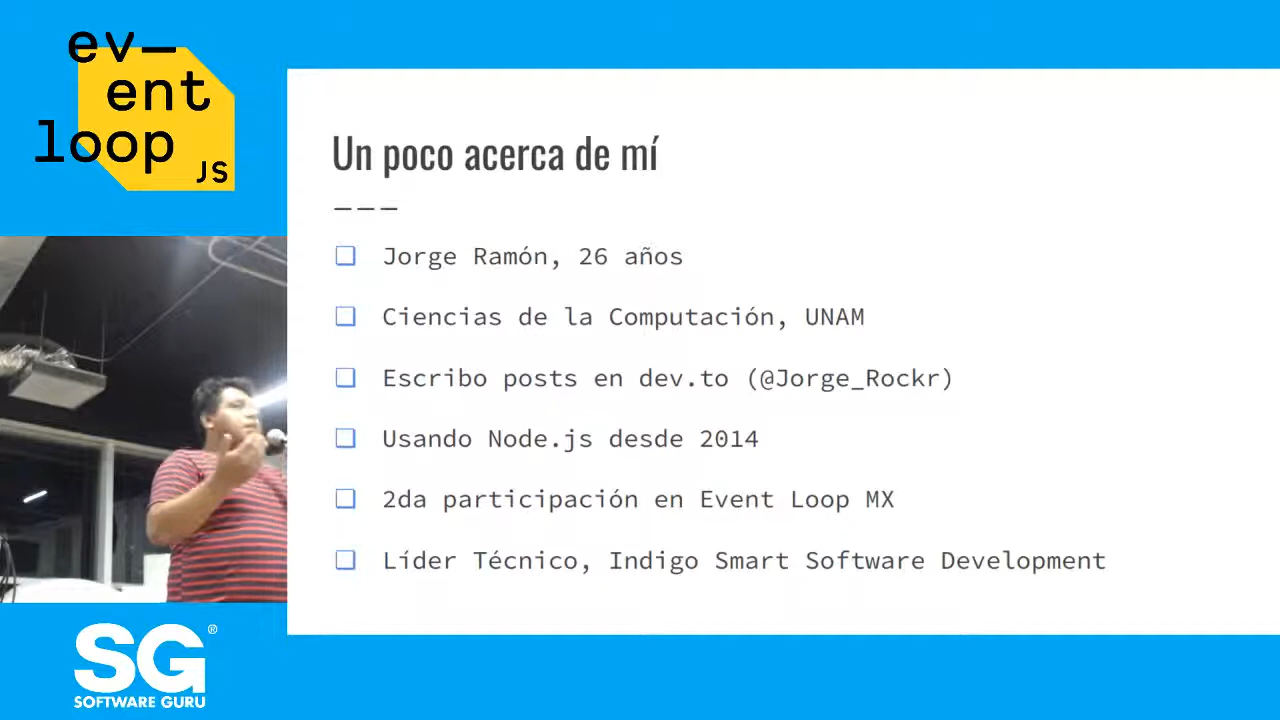 ev—
ent
loop
JS
Un poco acerca de mí
Jorge Ramón, 26 años
Ciencias de la Computación, UNAM
Escribo posts en dev.to (@Jorge_Rockr)
Usando Node.js desde 2014
2da participación en Event Loop MX
Líder Técnico, Indigo Smart Software Development
SG®
SOFTWARE GURU